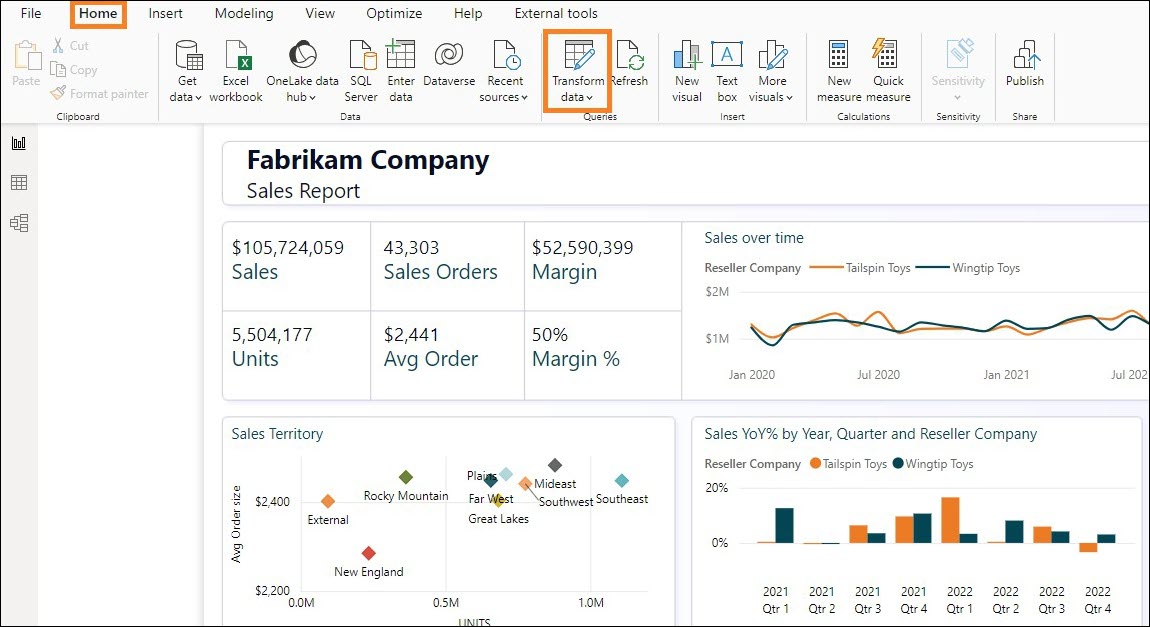 File Home Insert Modeling View Optimize Help External tools
Paste
Cut
Copy
Format painter
Clipboard
Get data
Excel workbook
OneLake data hub
SQL Server
Enter data
Dataverse
Recent sources
Data
Transform data
Refresh
Queries
New visual
Text box
More visuals
Insert
New measure
Quick measure
Calculations
Sensitivity
Sensitivity
Publish
Share
Fabrikam Company
Sales Report
$105,724,059
Sales
43,303
Sales Orders
$52,590,399
Margin
5,504,177
Units
$2,441
Avg Order
50%
Margin %
Sales over time
Reseller Company Tailspin Toys Wingtip Toys
$2M
$1M
Jan 2020 Jul 2020 Jan 2021 Jul 202
Sales Territory
Avg Order size
$2,400
$2,200
External
Rocky Mountain
New England
Plains
Far West
Great Lakes
Mideast
Southwest
Southeast
0.0M 0.5M 1.0M
UNITS
Sales YoY% by Year, Quarter and Reseller Company
Reseller Company Tailspin Toys Wingtip Toys
20%
0%
2021 2021 2021 2021 2022 2022 2022 2022
Qtr 1 Qtr 2 Qtr 3 Qtr 4 Qtr 1 Qtr 2 Qtr 3 Qtr 4